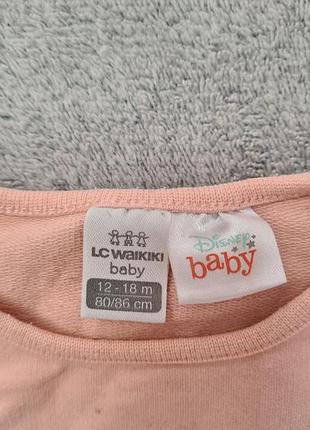 LC WAIKIKI
baby
12 - 18 m
80/86 cm
Disney
baby